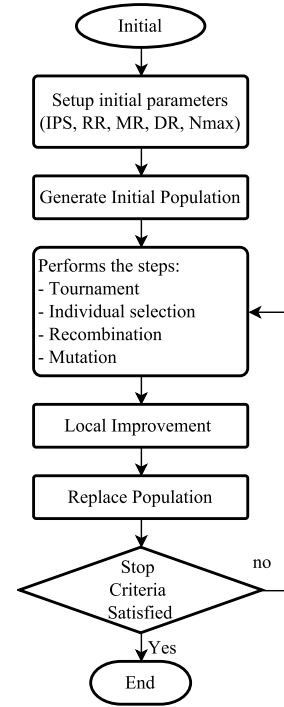 Initial
Setup initial parameters
(IPS, RR, MR, DR, Nmax)
Generate Initial Population
Performs the steps:
- Tournament
- Individual selection
- Recombination
- Mutation
Local Improvement
Replace Population
Stop
Criteria
Satisfied
no
Yes
End